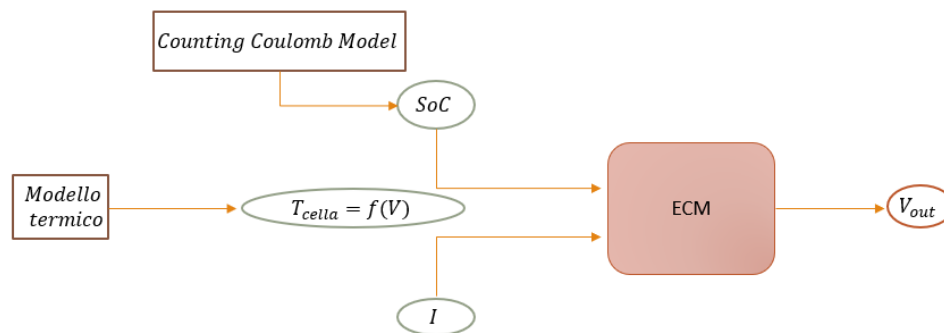 Counting Coulomb Model
SoC
Modello
termico
T_cella = f(V)
ECM
V_out
I